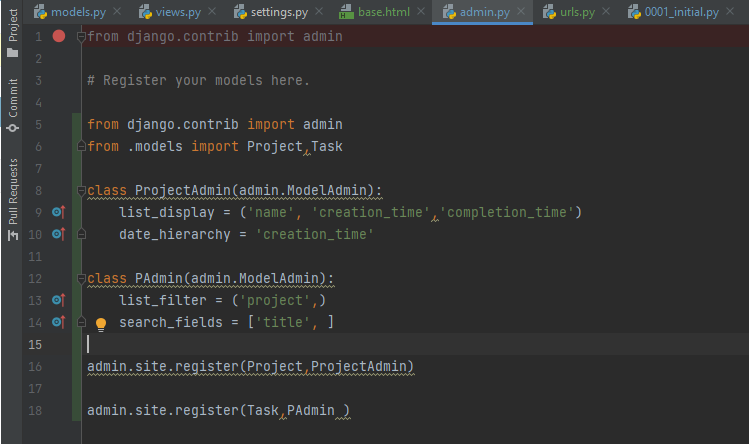 models.py views.py settings.py base.html admin.py urls.py 0001_initial.py
Project
Commit
Pull Requests
1 from django.contrib import admin
2
3 # Register your models here.
4
5 from django.contrib import admin
6 from .models import Project,Task
7
8 class ProjectAdmin(admin.ModelAdmin):
9 list_display = ('name', 'creation_time','completion_time')
10 date_hierarchy = 'creation_time'
11
12 class PAdmin(admin.ModelAdmin):
13 list_filter = ('project',)
14 search_fields = ['title', ]
15
16 admin.site.register(Project,ProjectAdmin)
17
18 admin.site.register(Task,PAdmin )